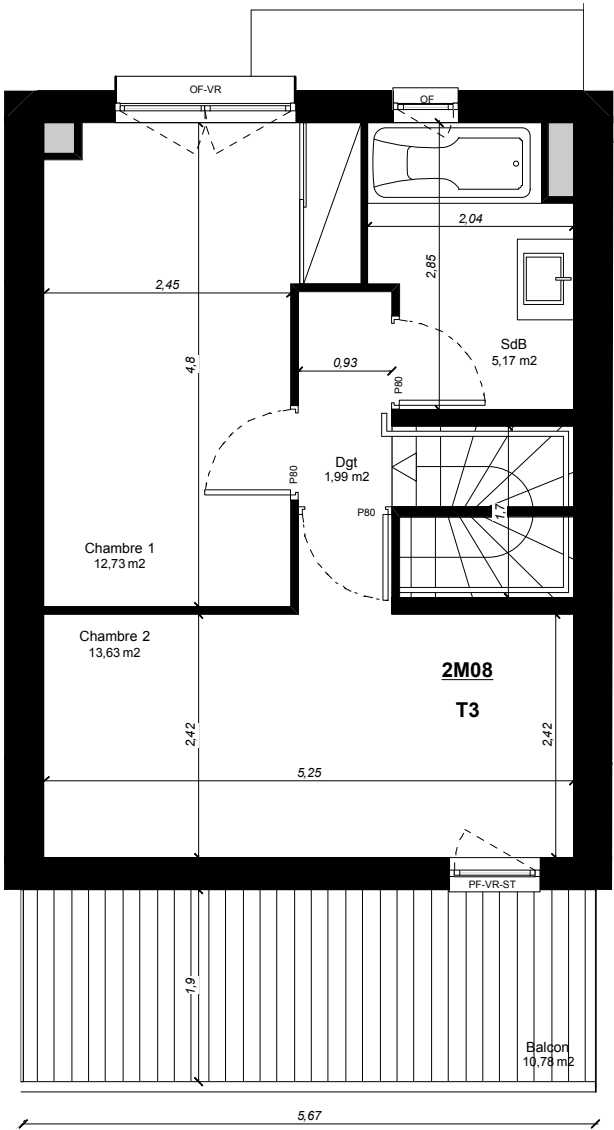 OF-VR
OF
2,04
2,85
2,45
4,8
SdB
5,17 m2
0,93
P80
Dgt
1,99 m2
P80
P80
1,7
Chambre 1
12,73 m2
Chambre 2
13,63 m2
2M08
T3
2,42
2,42
5,25
PF-VR-ST
1,9
Balcon
10,78 m2
5,67